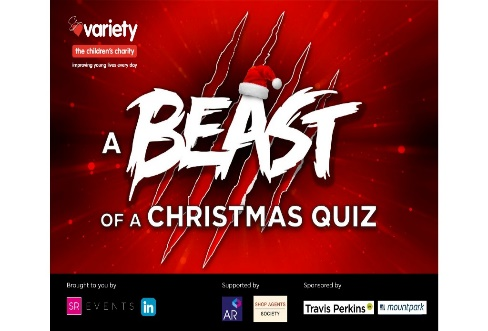 variety
the children's charity
improving young lives every day
A BEAST
OF A CHRISTMAS QUIZ
Brought to you by
Supported by
Sponsored by
SR EVENTS in
AR
SHOP AGENTS
SOCIETY
Travis Perkins
mountpark